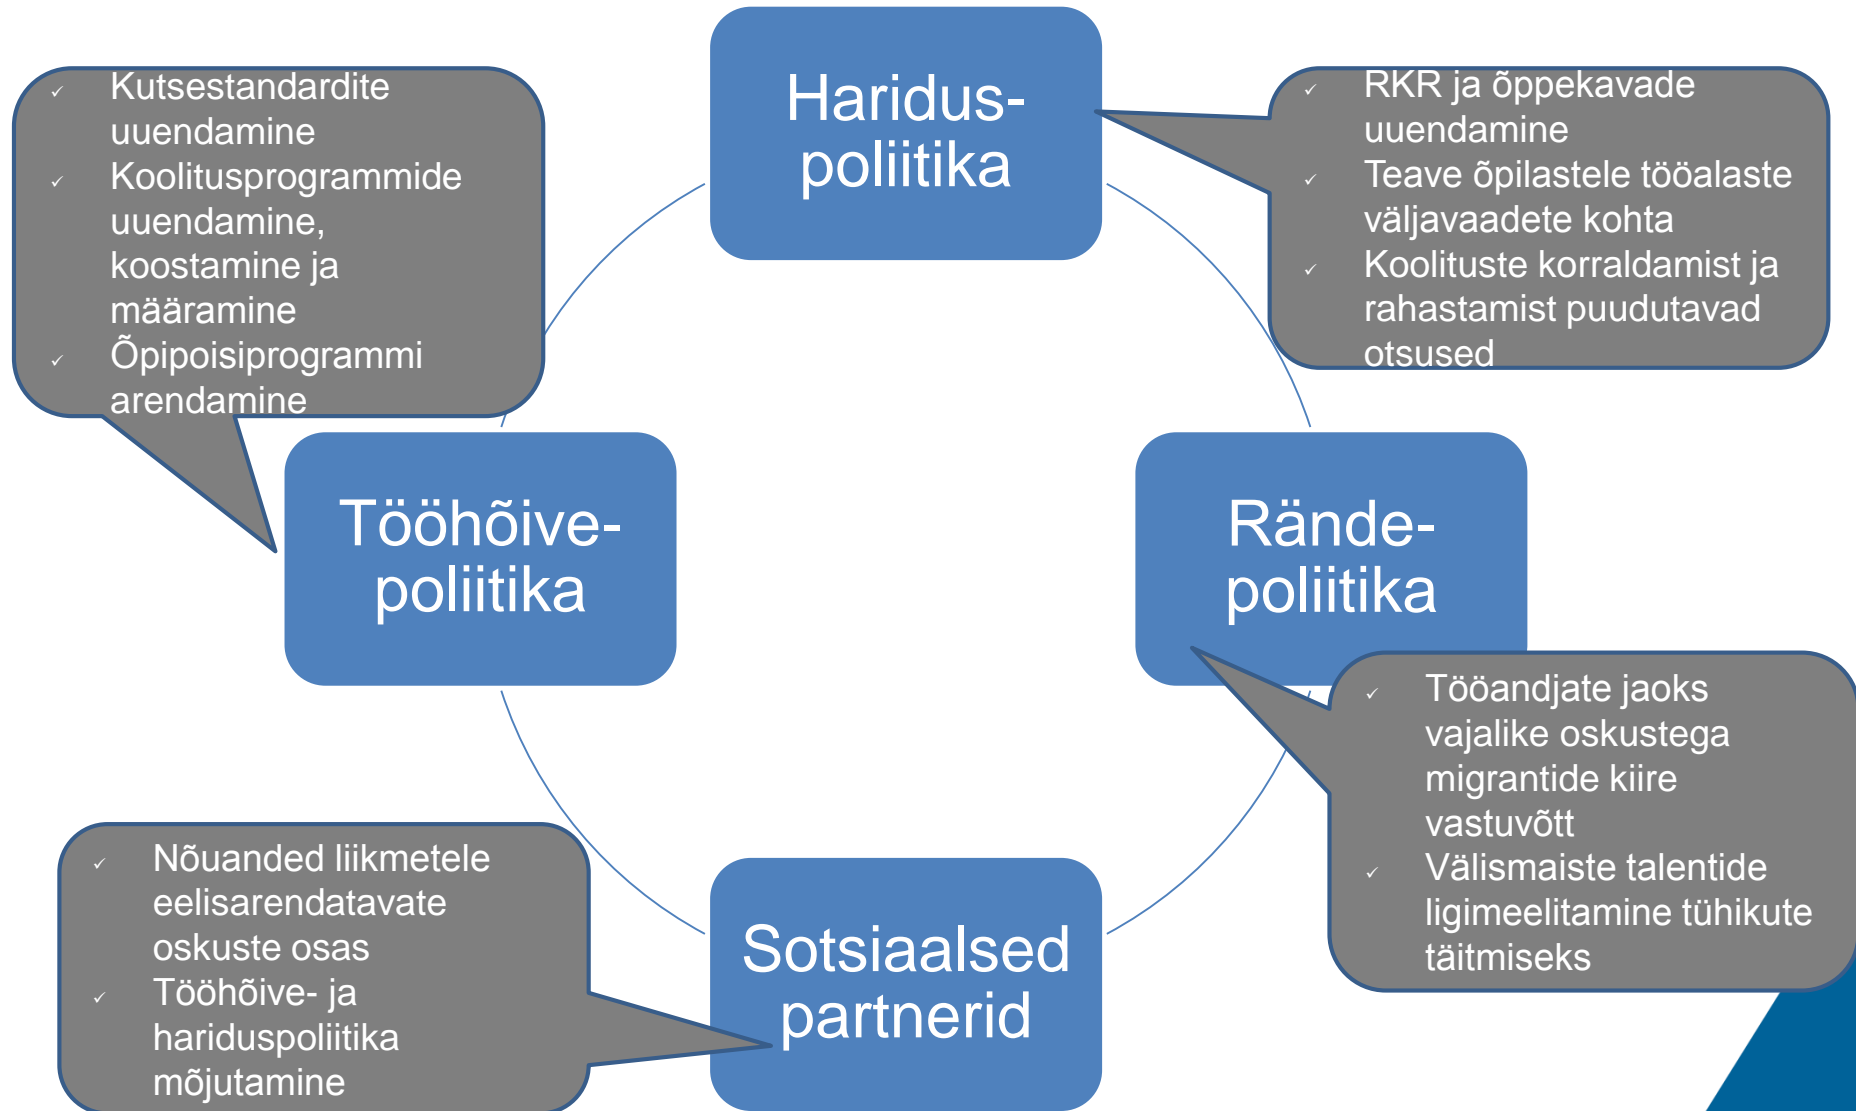 Haridus-
poliitika
✓ RKR ja õppekavade
uuendamine
✓ Teave õpilastele tööalaste
väljavaadete kohta
✓ Koolituste korraldamist ja
rahastamist puudutavad
otsused
✓ Kutsestandardite
uuendamine
✓ Koolitusprogrammide
uuendamine,
koostamine ja
määramine
✓ Õpipoisiprogrammi
arendamine
Tööhõive-
poliitika
Rände-
poliitika
✓ Tööandjate jaoks
vajalike oskustega
migrantide kiire
vastuvõtt
✓ Välismaiste talentide
ligimeelitamine tühikute
täitmiseks
✓ Nõuanded liikmetele
eelisarendatavate
oskuste osas
✓ Tööhõive- ja
hariduspoliitika
mõjutamine
Sotsiaalsed
partnerid